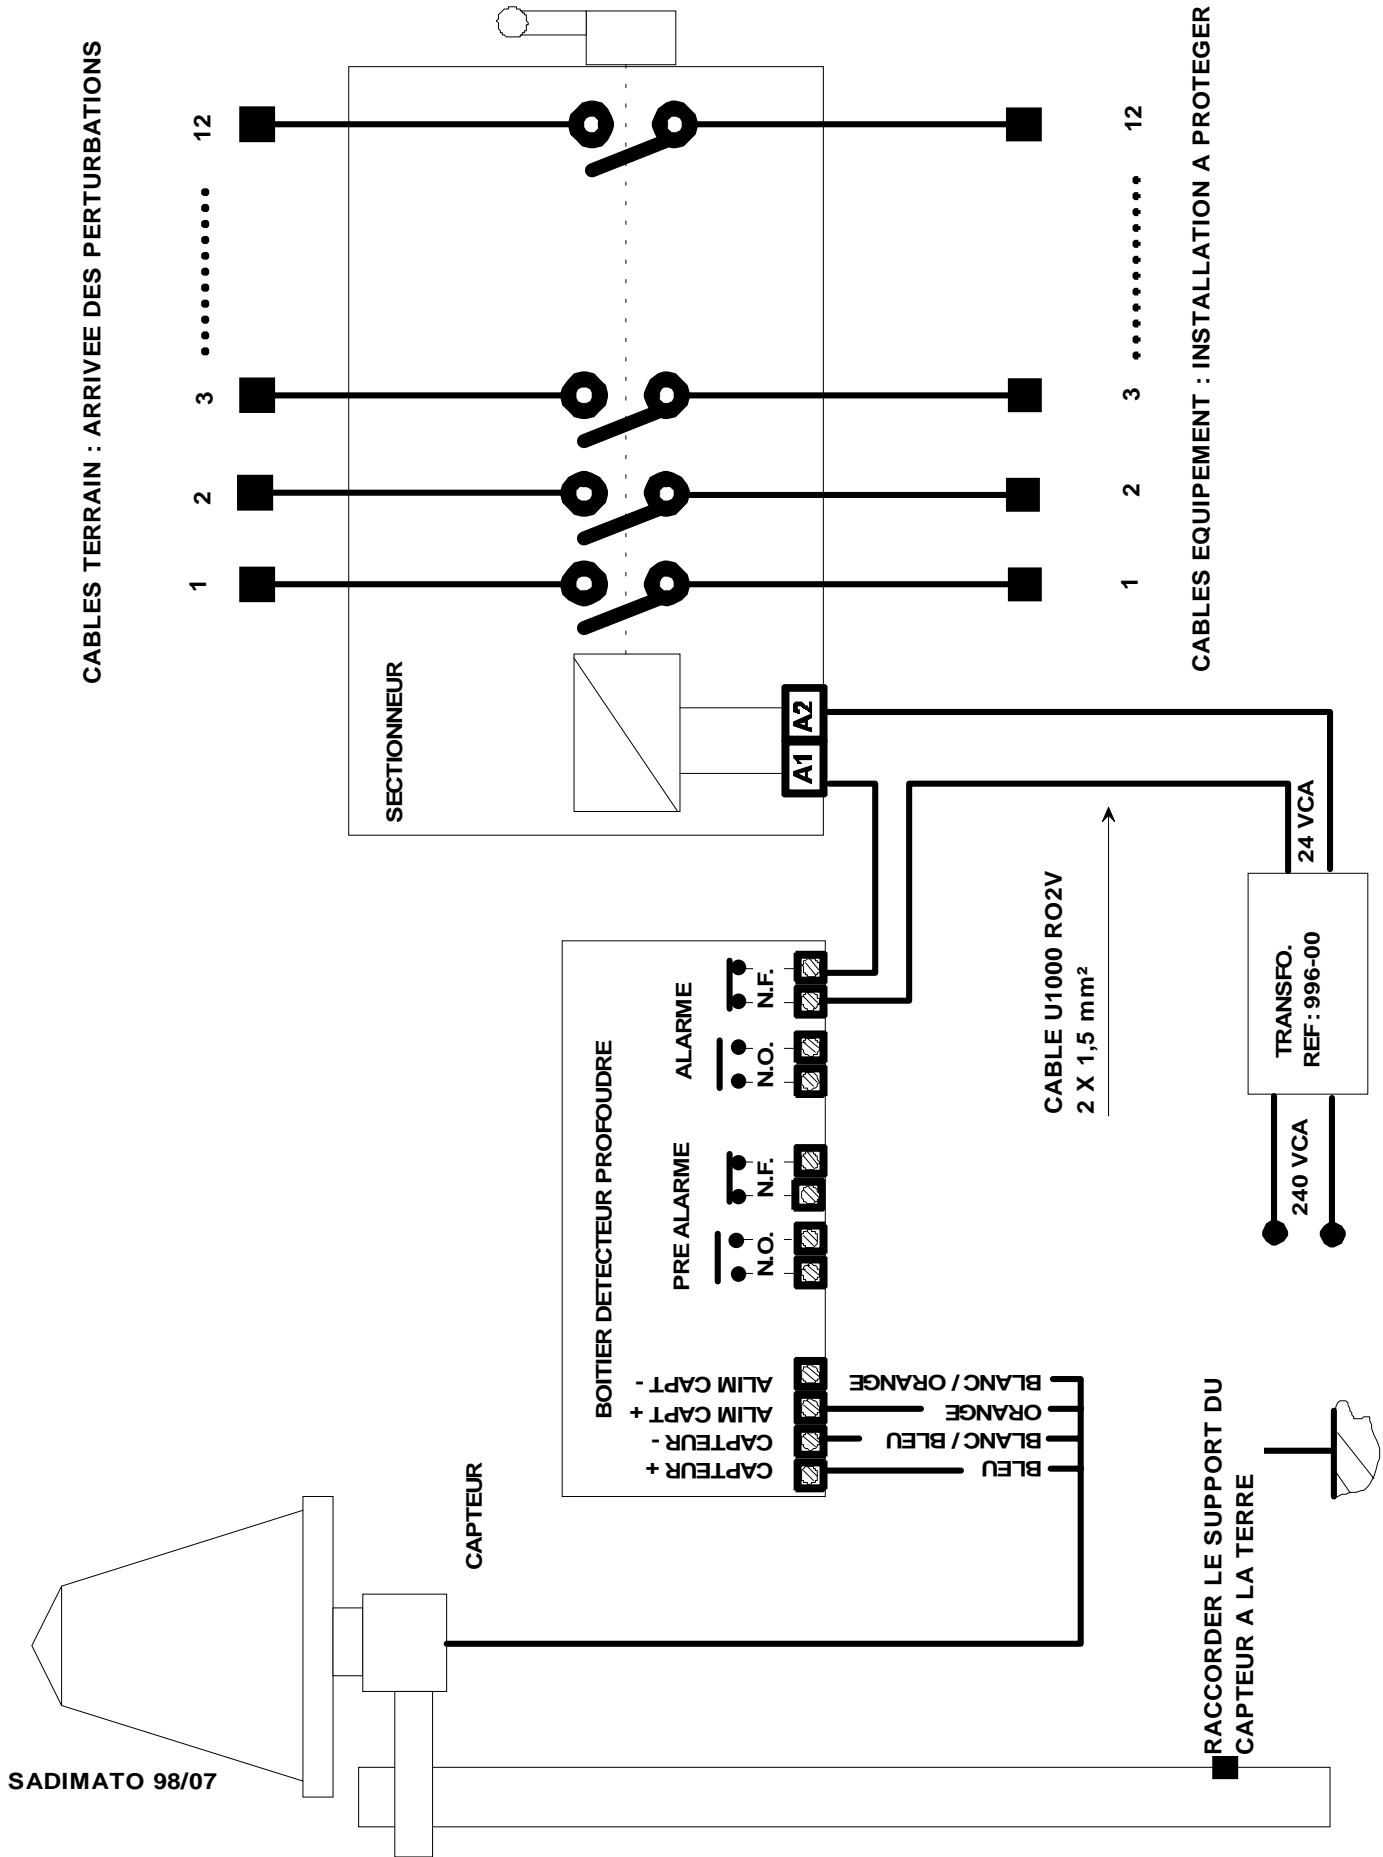 CABLES TERRAIN : ARRIVEE DES PERTURBATIONS
1
2
3
12
SECTIONNEUR
A1
A2
1
2
3
12
CABLES EQUIPEMENT : INSTALLATION A PROTEGER
BOITIER DETECTEUR PROFOUDRE
PRE ALARME
ALARME
N.O.
N.F.
N.O.
N.F.
CAPTEUR +
CAPTEUR -
ALIM CAPT +
ALIM CAPT -
BLEU
BLANC / BLEU
ORANGE
BLANC / ORANGE
CAPTEUR
CABLE U1000 RO2V
2 X 1,5 mm²
240 VCA
TRANSFO.
REF : 996-00
24 VCA
RACCORDER LE SUPPORT DU
CAPTEUR A LA TERRE
SADIMATO 98/07